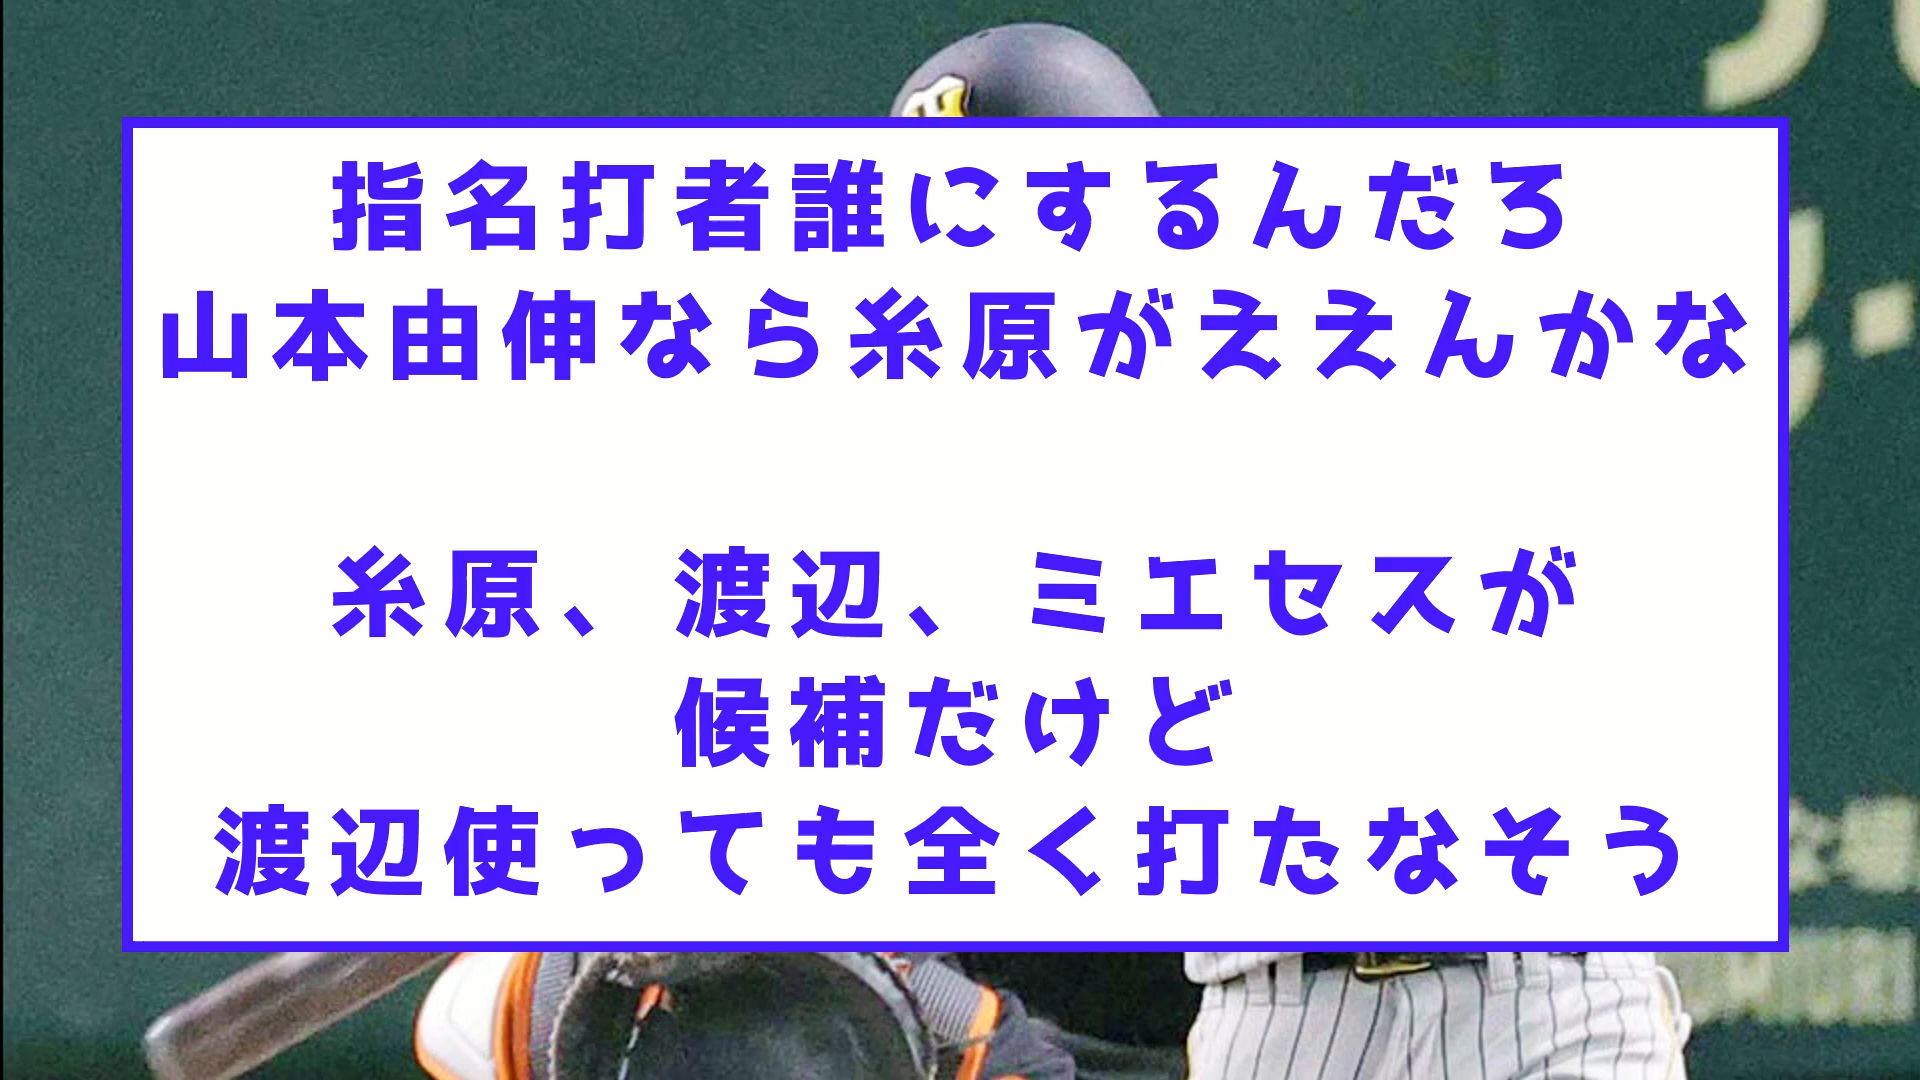 指名打者誰にするんだろ
山本由伸なら糸原がええんかな
糸原、渡辺、ミエセスが
候補だけど
渡辺使っても全く打たなそう